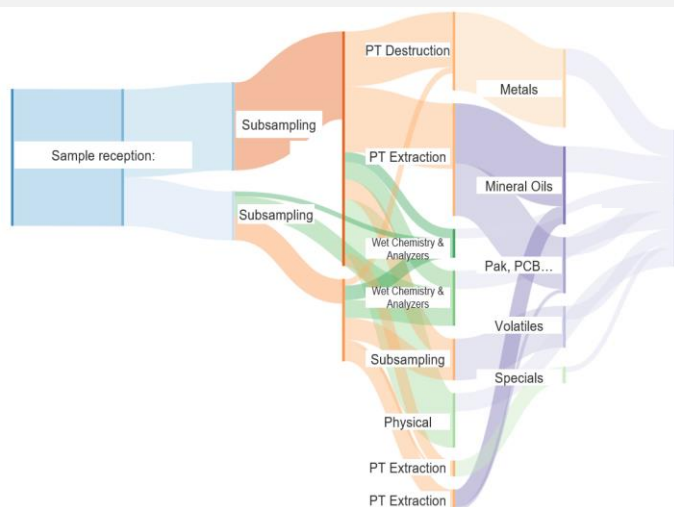 PT Destruction
Metals
Subsampling
Sample reception:
PT Extraction
Mineral Oils
Subsampling
Wet Chemistry &
Analyzers
Pak, PCB...
Wet Chemistry &
Analyzers
Volatiles
Subsampling
Specials
Physical
PT Extraction
PT Extraction